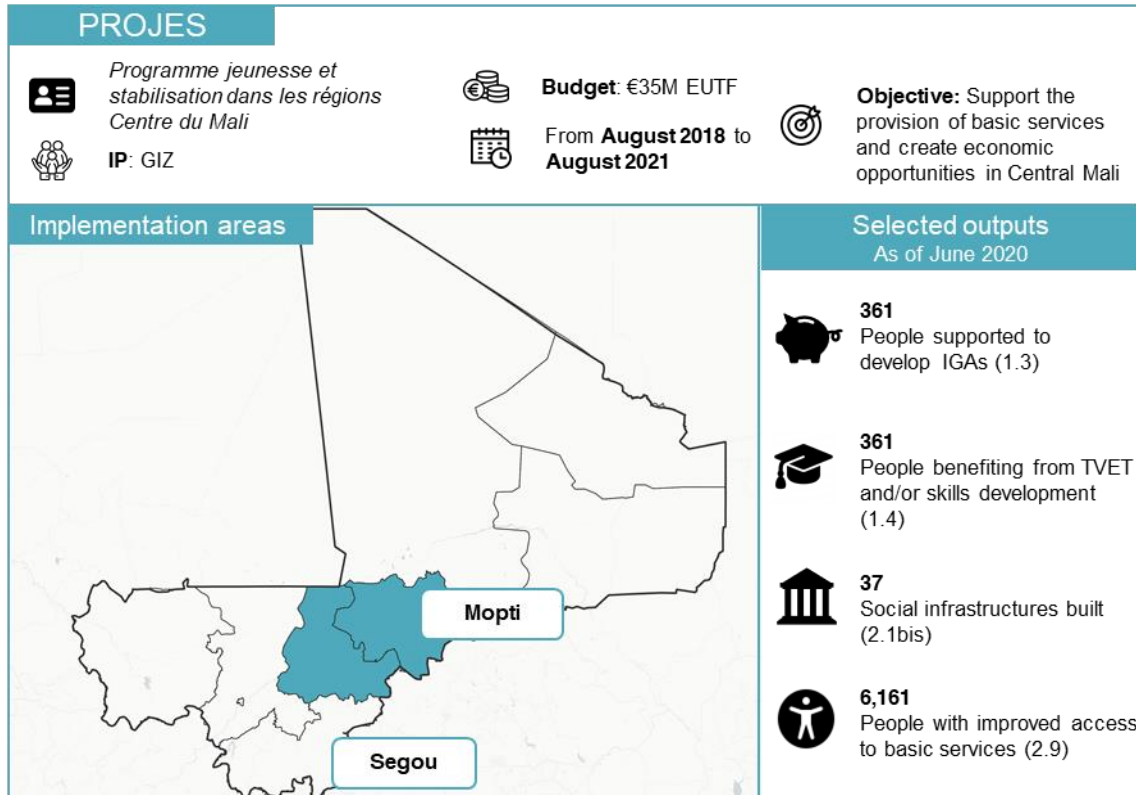 PROJES
Programme jeunesse et
stabilisation dans les régions
Centre du Mali
IP: GIZ
Budget: €35M EUTF
From August 2018 to
August 2021
Objective: Support the
provision of basic services
and create economic
opportunities in Central Mali
Implementation areas
Mopti
Segou
Selected outputs
As of June 2020
361
People supported to
develop IGAs (1.3)
361
People benefiting from TVET
and/or skills development
(1.4)
37
Social infrastructures built
(2.1bis)
6,161
People with improved access
to basic services (2.9)